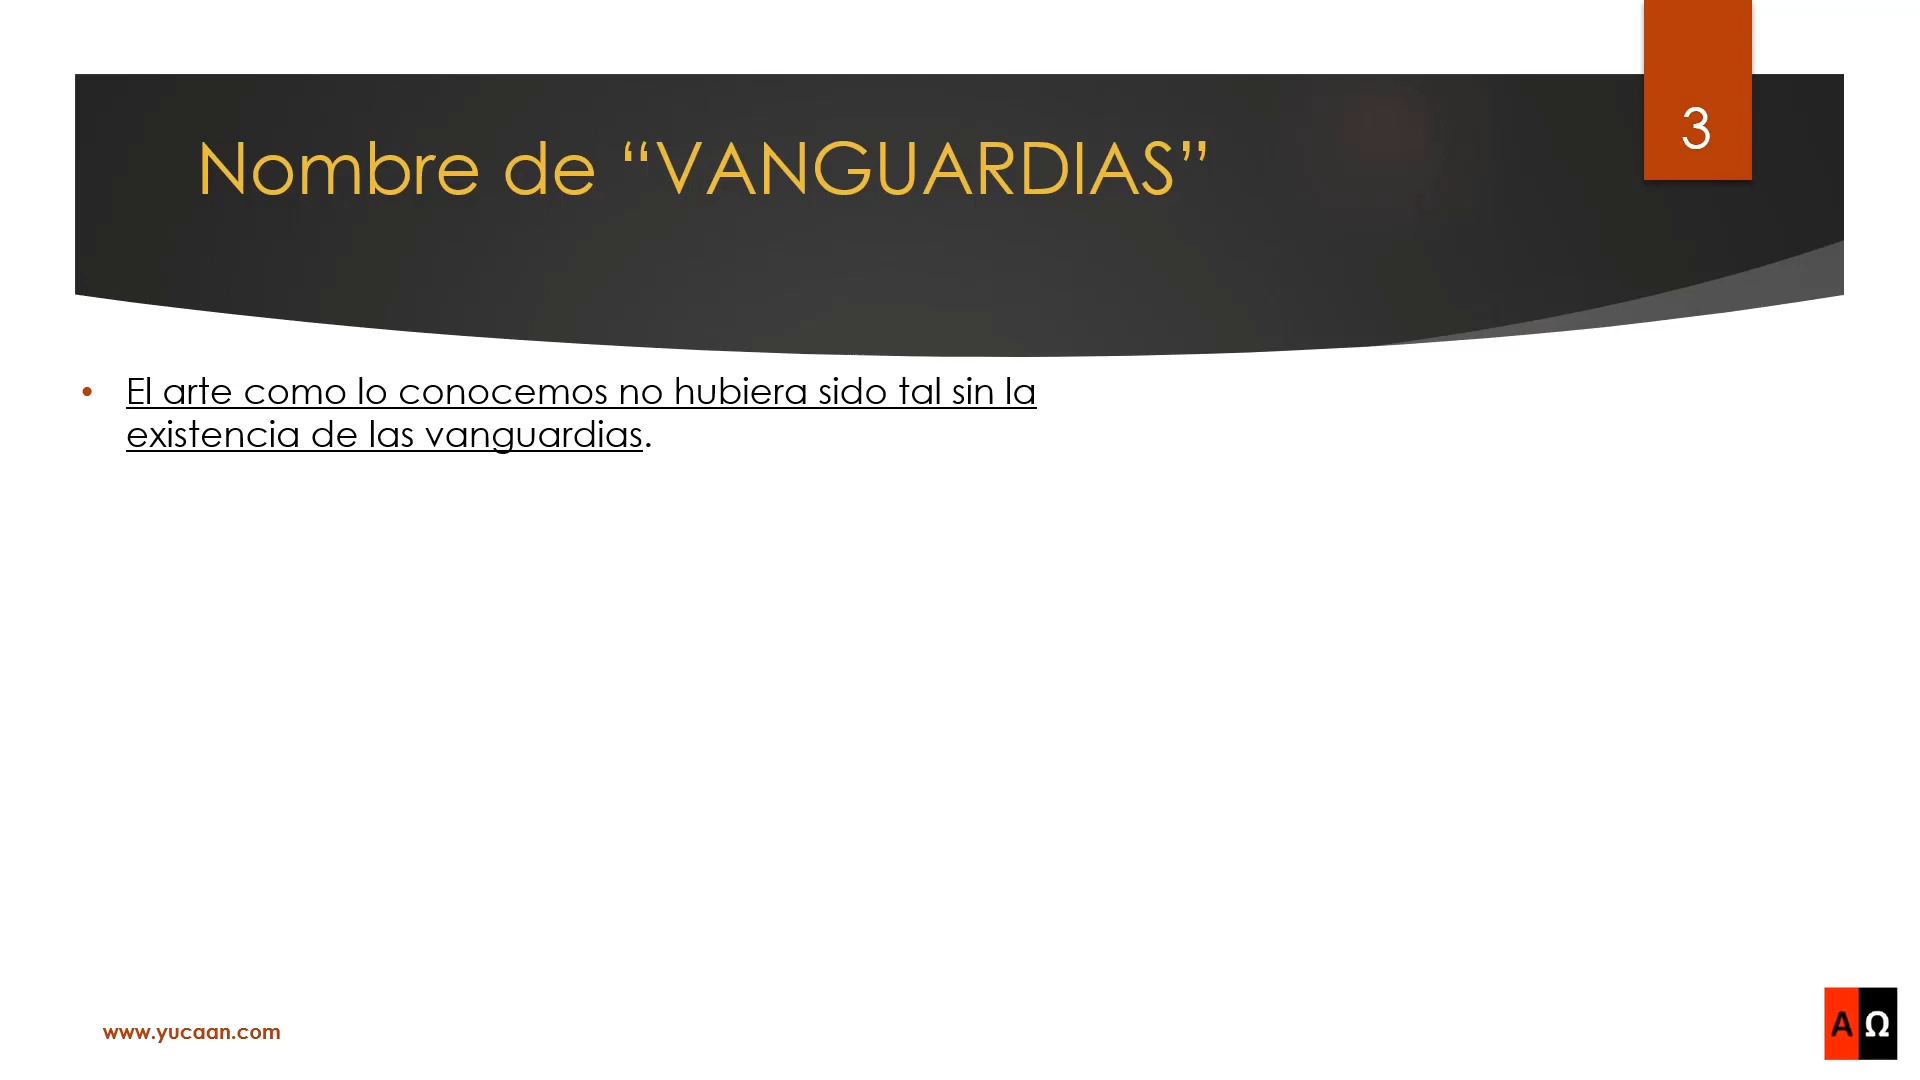 3
Nombre de “VANGUARDIAS”
• El arte como lo conocemos no hubiera sido tal sin la
existencia de las vanguardias.
www.yucaan.com
A Ω